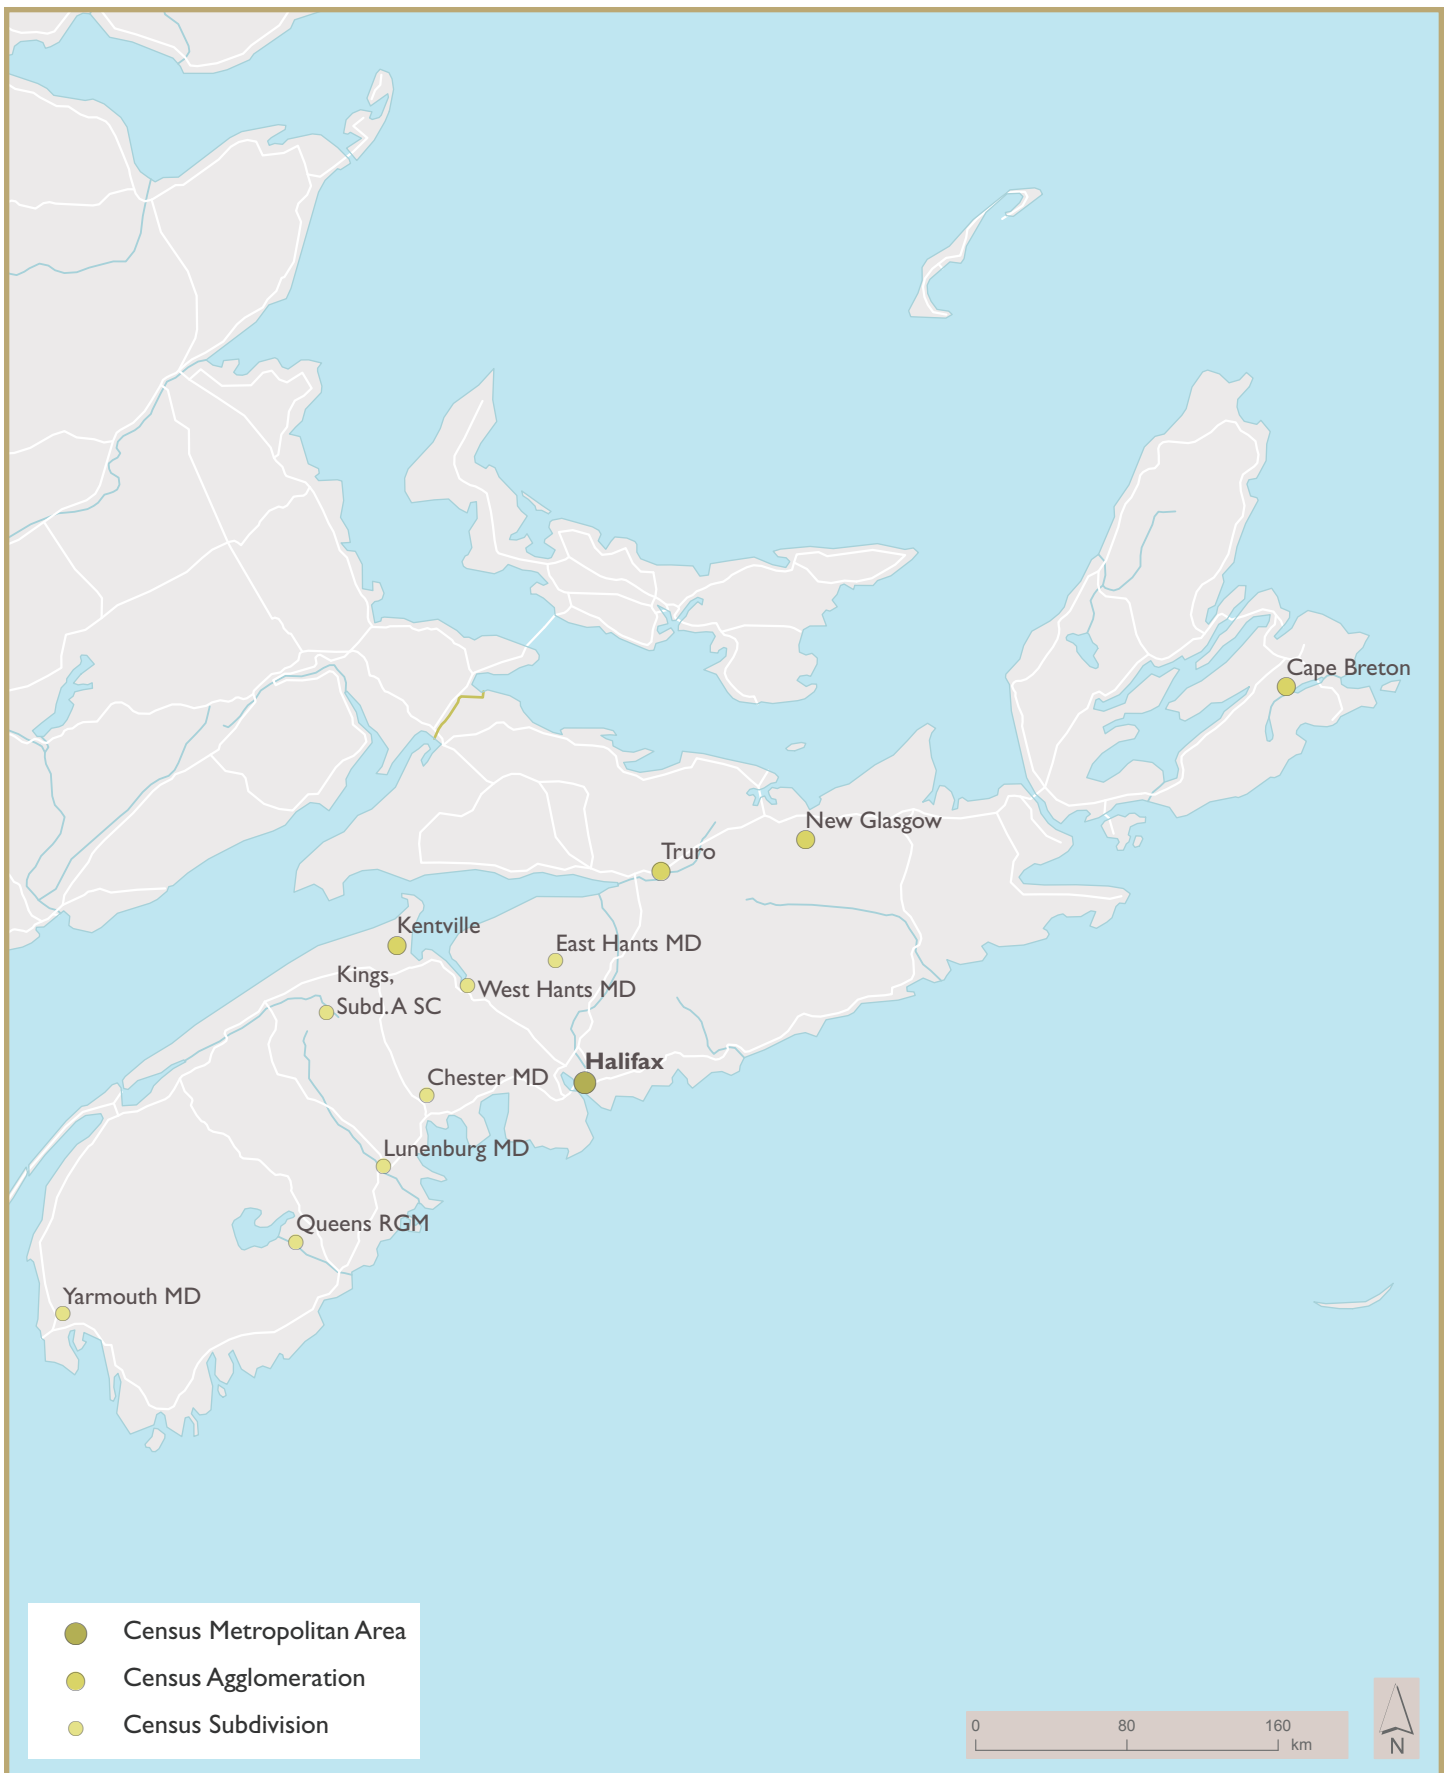 Cape Breton
New Glasgow
Truro
Kentville
East Hants MD
Kings,
Subd. A SC
West Hants MD
Halifax
Chester MD
Lunenburg MD
Queens RGM
Yarmouth MD
Census Metropolitan Area
Census Agglomeration
Census Subdivision
0 80 160
km
N